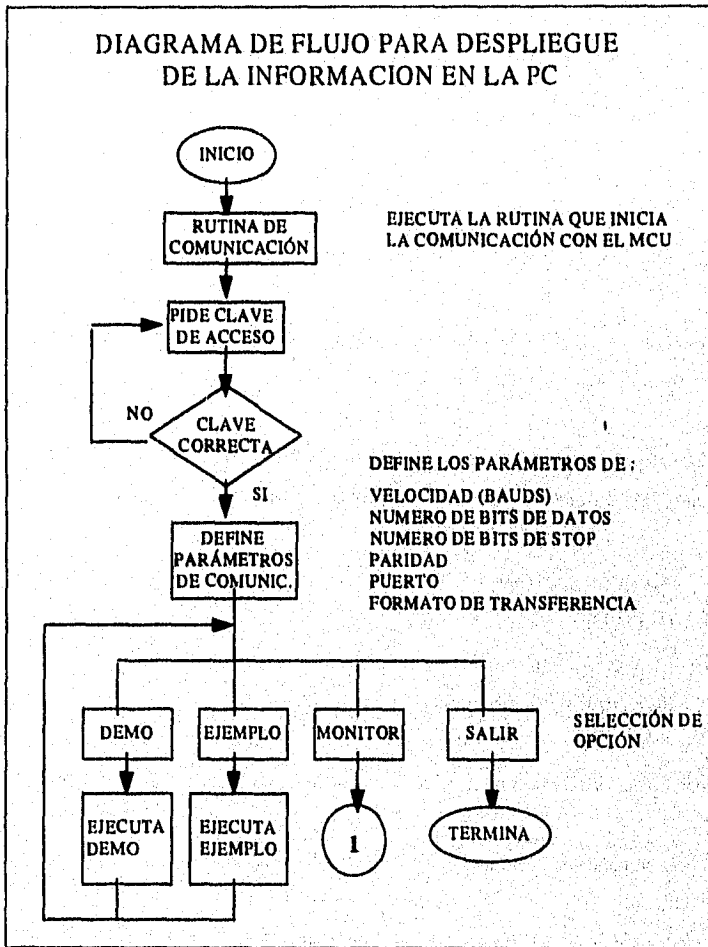 DIAGRAMA DE FLUJO PARA DESPLIEGUE
DE LA INFORMACION EN LA PC
INICIO
RUTINA DE
COMUNICACIÓN
EJECUTA LA RUTINA QUE INICIA
LA COMUNICACIÓN CON EL MCU
PIDE CLAVE
DE ACCESO
NO
CLAVE
CORRECTA
SI
DEFINE LOS PARÁMETROS DE :
VELOCIDAD (BAUDS)
NUMERO DE BITS DE DATOS
NUMERO DE BITS DE STOP
PARIDAD
PUERTO
FORMATO DE TRANSFERENCIA
DEFINE
PARÁMETROS
DE COMUNIC.
DEMO
EJEMPLO
MONITOR
SALIR
SELECCIÓN DE
OPCIÓN
EJECUTA
DEMO
EJECUTA
EJEMPLO
1
TERMINA